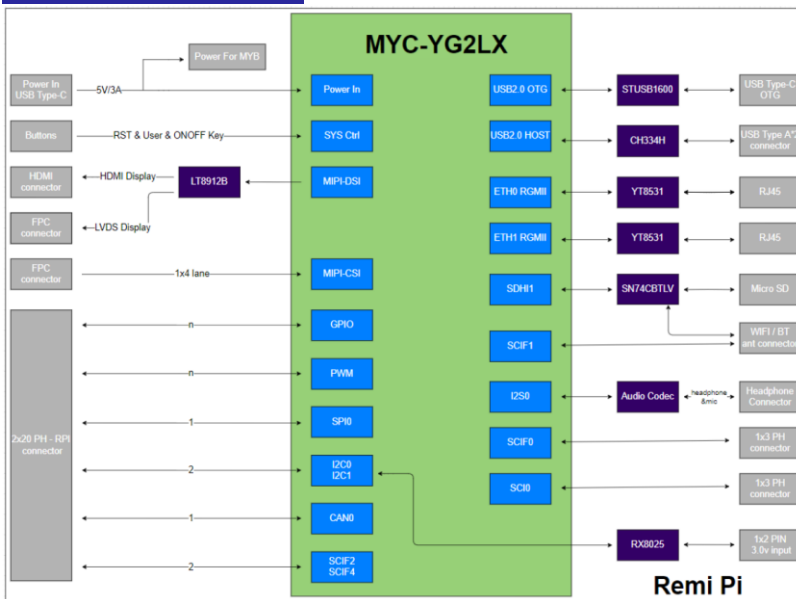 MYC-YG2LX
Power For MYB
Power In
USB Type-C
5V/3A
Power In
Buttons
RST & User & ONOFF Key
SYS Ctrl
HDMI
connector
HDMI Display
LT8912B
MIPI-DSI
FPC
connector
LVDS Display
FPC
connector
1x4 lane
MIPI-CSI
2x20 PH - RPI
connector
n
GPIO
n
PWM
1
SPI0
2
I2C0
I2C1
1
CAN0
2
SCIF2
SCIF4
USB2.0 OTG
STUSB1600
USB Type-C
OTG
USB2.0 HOST
CH334H
USB Type A*2
connector
ETH0 RGMII
YT8531
RJ45
ETH1 RGMII
YT8531
RJ45
SDHI1
SN74CBTLV
Micro SD
WIFI / BT
ant connector
SCIF1
I2S0
Audio Codec
headphone
&mic
Headphone
Connector
SCIF0
1x3 PH
connector
SCI0
1x3 PH
connector
RX8025
1x2 PIN
3.0v input
Remi Pi